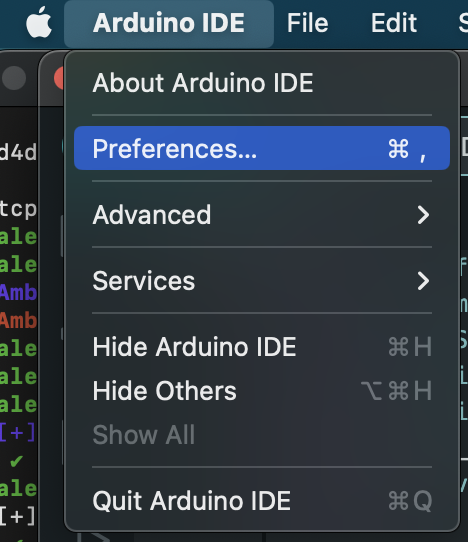 Arduino IDE File Edit S
About Arduino IDE
d4d
Preferences... ⌘ ,
tcp
Advanced
ale
ale
Services
Amb
Amb
Hide Arduino IDE ⌘H
ale
ale
Hide Others ⌥⌘H
ale
Show All
[+]
✔
ale
Quit Arduino IDE ⌘Q
[+]